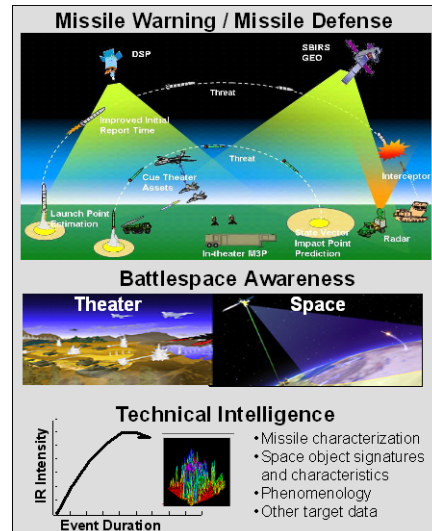 Missile Warning / Missile Defense
DSP
SBIRS
GEO
Threat
Improved Initial
Report Time
Threat
Cue Theater
Assets
Interceptor
Launch Point
Estimation
In-theater M3P
State Vector
Impact Point
Prediction
Radar
Battlespace Awareness
Theater
Space
Technical Intelligence
IR Intensity
Event Duration
•Missile characterization
•Space object signatures
and characteristics
•Phenomenology
•Other target data